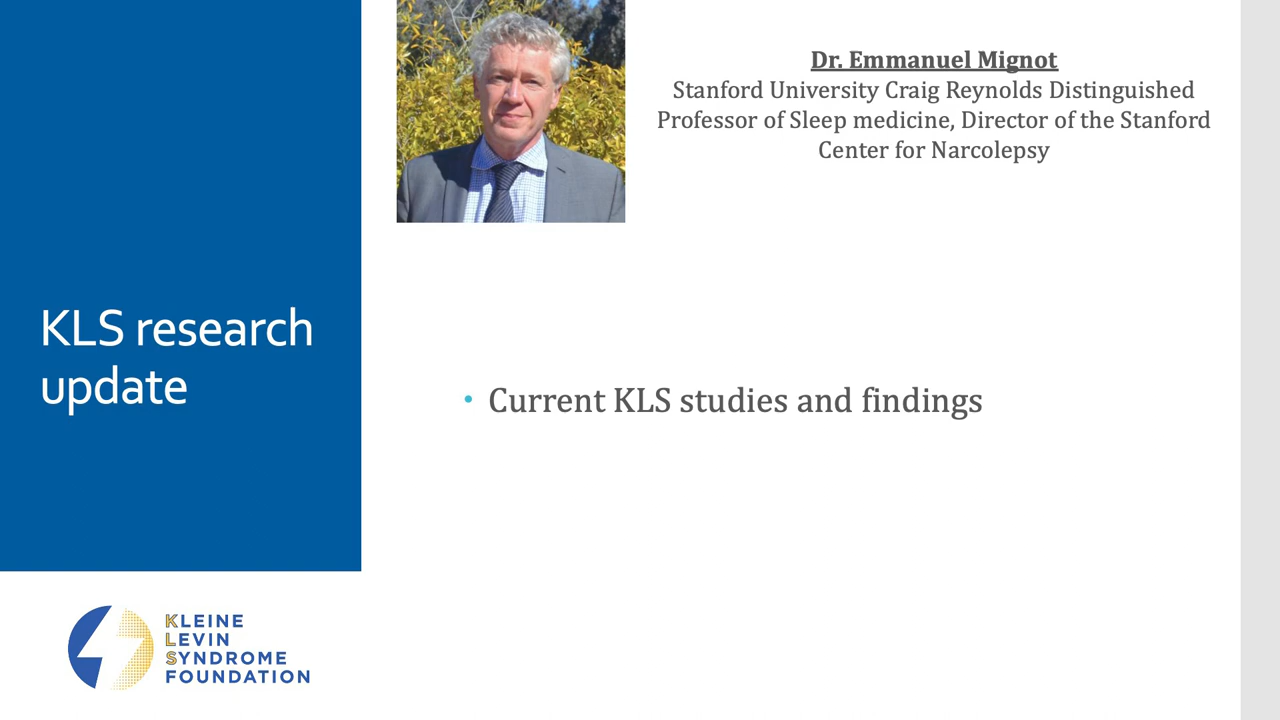 Dr. Emmanuel Mignot
Stanford University Craig Reynolds Distinguished
Professor of Sleep medicine, Director of the Stanford
Center for Narcolepsy
KLS research
update
• Current KLS studies and findings
KLEINE
LEVIN
SYNDROME
FOUNDATION